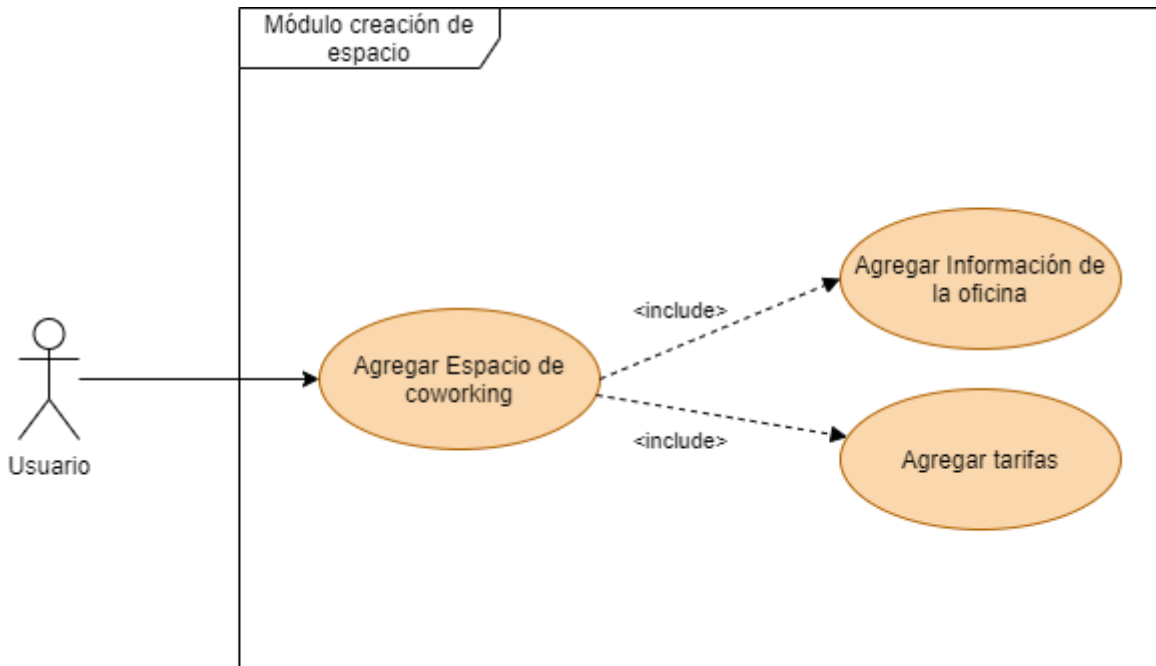 Módulo creación de
espacio
Agregar Información de
la oficina
<include>
Agregar Espacio de
coworking
<include>
Agregar tarifas
Usuario